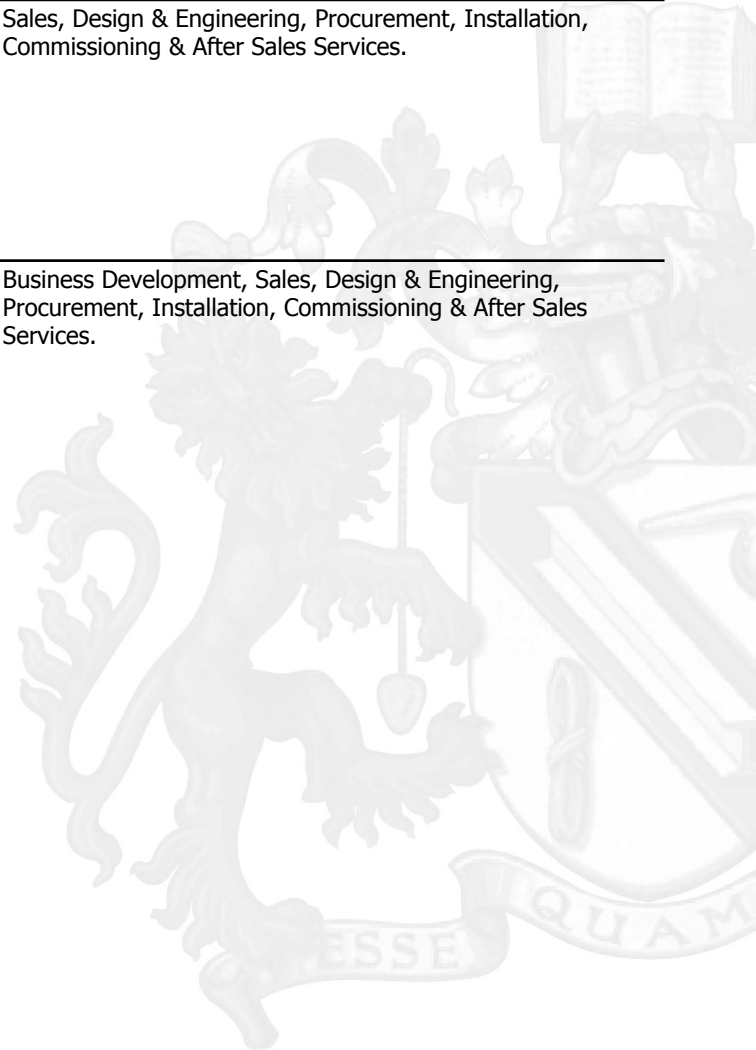 Sales, Design & Engineering, Procurement, Installation,
Commissioning & After Sales Services.
Business Development, Sales, Design & Engineering,
Procurement, Installation, Commissioning & After Sales
Services.
ESSE
QUAM